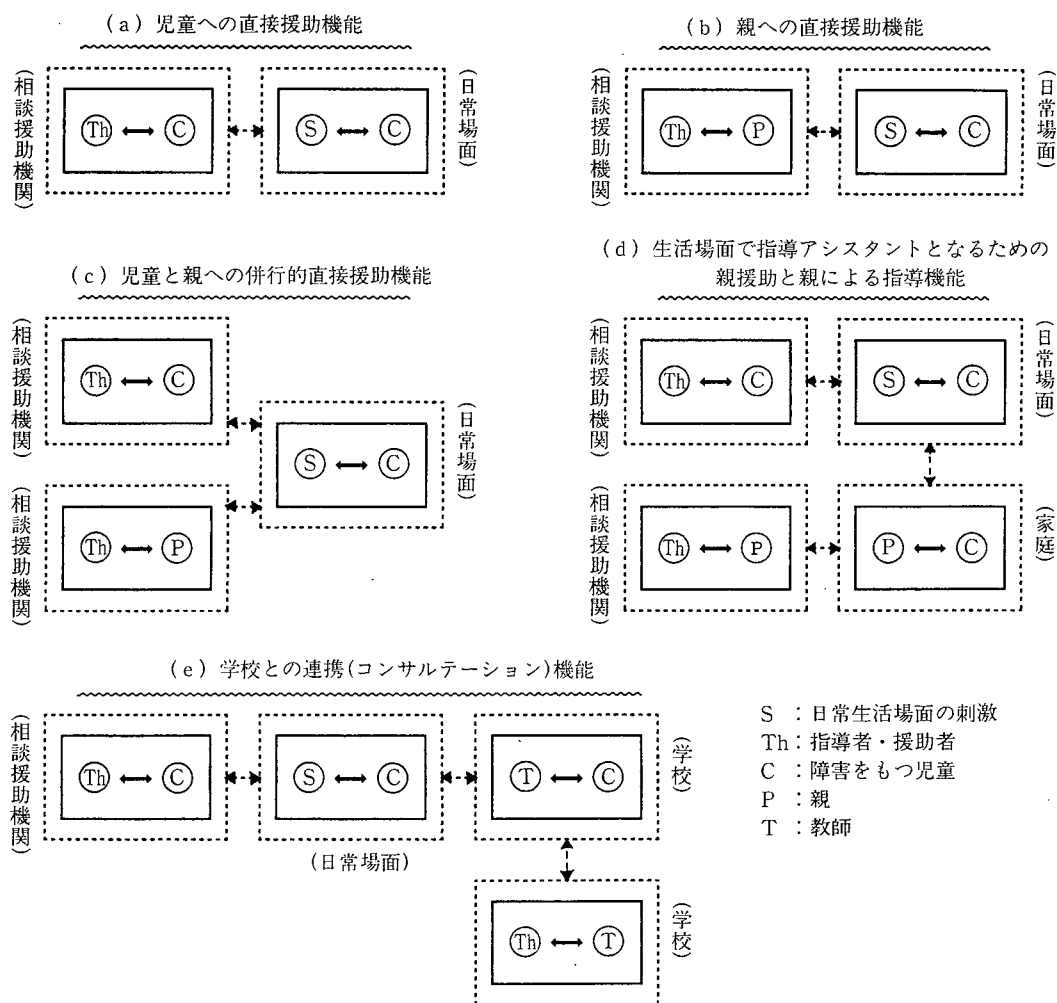 (a) 児童への直接援助機能
(相談援助機関)
Th
C
S
C
(日常場面)
(b) 親への直接援助機能
(相談援助機関)
Th
P
S
C
(日常場面)
(c) 児童と親への併行的直接援助機能
(相談援助機関)
Th
C
(相談援助機関)
Th
P
S
C
(日常場面)
(d) 生活場面で指導アシスタントとなるための
親援助と親による指導機能
(相談援助機関)
Th
C
S
C
(日常場面)
(相談援助機関)
Th
P
P
C
(家庭)
(e) 学校との連携(コンサルテーション)機能
(相談援助機関)
Th
C
S
C
(日常場面)
T
C
(学校)
Th
T
(学校)
S :日常生活場面の刺激
Th:指導者・援助者
C :障害をもつ児童
P :親
T :教師